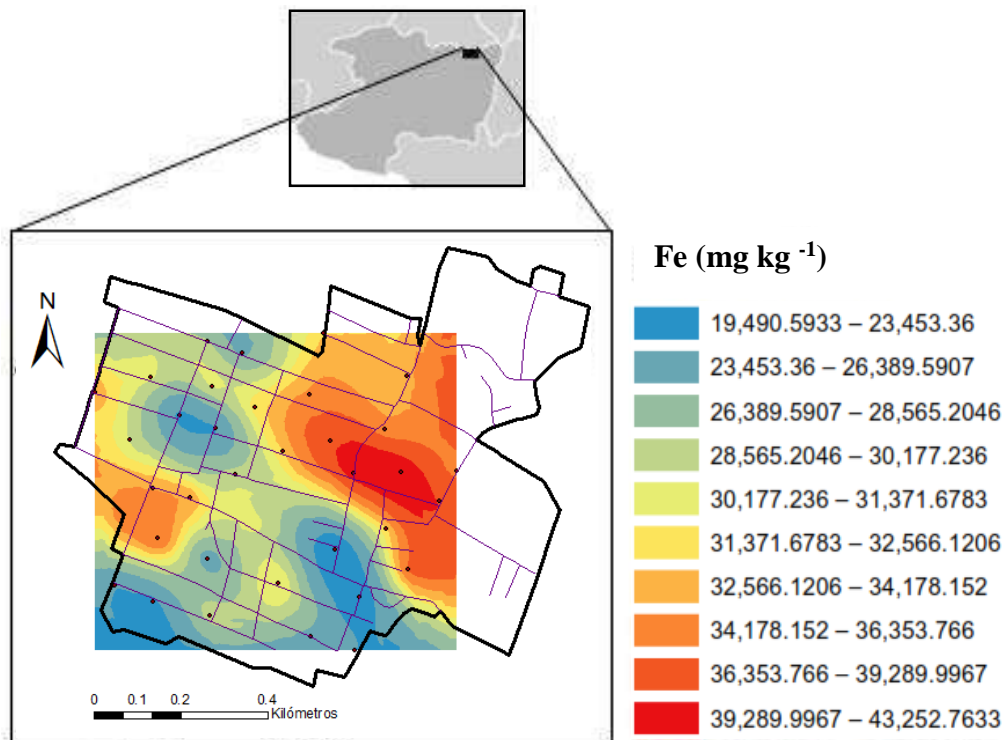 Fe (mg kg -1)
N
19,490.5933 – 23,453.36
23,453.36 – 26,389.5907
26,389.5907 – 28,565.2046
28,565.2046 – 30,177.236
30,177.236 – 31,371.6783
31,371.6783 – 32,566.1206
32,566.1206 – 34,178.152
34,178.152 – 36,353.766
36,353.766 – 39,289.9967
39,289.9967 – 43,252.7633
0 0.1 0.2 0.4
Kilómetros